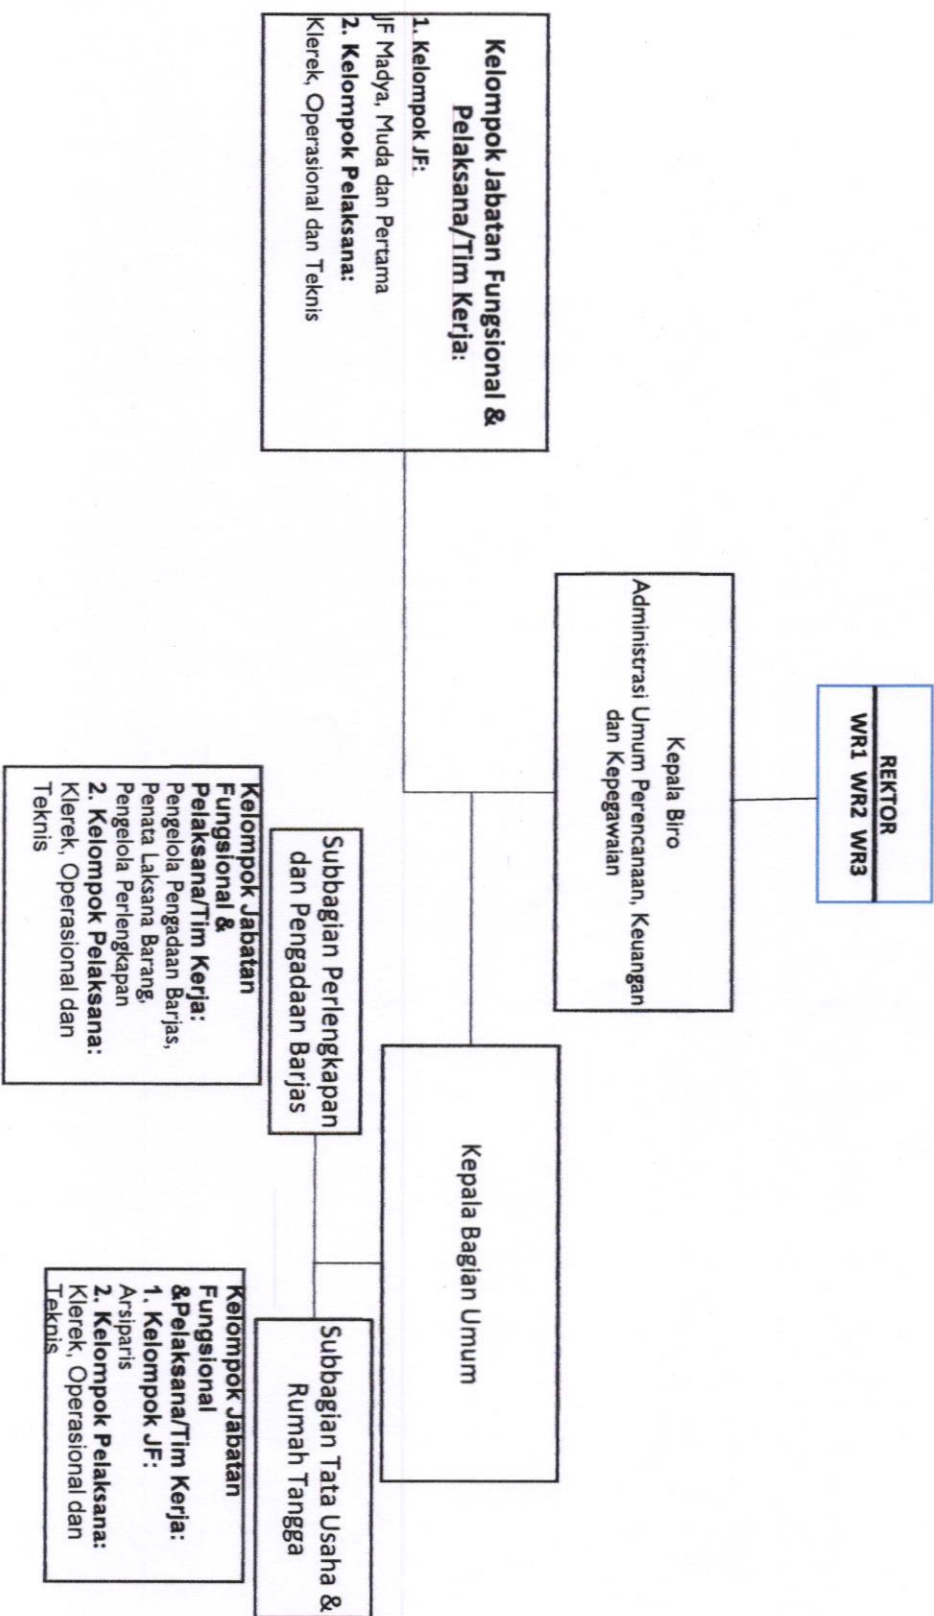 REKTOR
WR1 WR2 WR3
Kepala Biro
Administrasi Umum Perencanaan, Keuangan
dan Kepegawaian
Kelompok Jabatan Fungsional &
Pelaksana/Tim Kerja:
1. Kelompok JF:
JF Madya, Muda dan Pertama
2. Kelompok Pelaksana:
Klerek, Operasional dan Teknis
Kepala Bagian Umum
Subbagian Perlengkapan
dan Pengadaan Barjas
Kelompok Jabatan
Fungsional &
Pelaksana/Tim Kerja:
Pengelola Pengadaan Barjas,
Penata Laksana Barang,
Pengelola Perlengkapan
2. Kelompok Pelaksana:
Klerek, Operasional dan
Teknis
Subbagian Tata Usaha &
Rumah Tangga
Kelompok Jabatan
Fungsional
&Pelaksana/Tim Kerja:
1. Kelompok JF:
Arsiparis
2. Kelompok Pelaksana:
Klerek, Operasional dan
Teknis